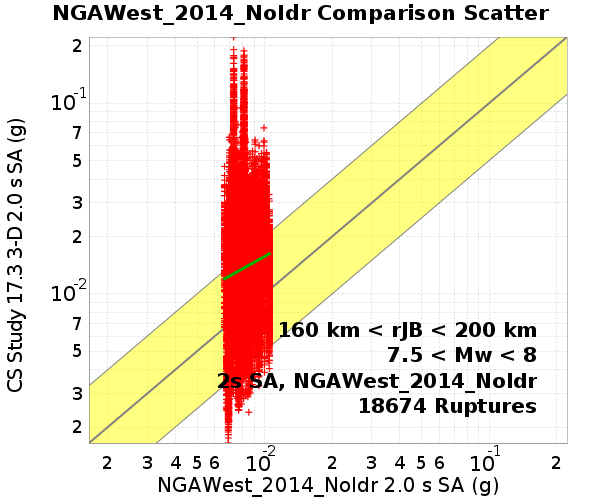 NGAWest_2014_NoIdr Comparison Scatter
CS Study 17.3 3-D 2.0 s SA (g)
2
10-1
7
5
3
2
10-2
7
5
3
2
160 km < rJB < 200 km
7.5 < Mw < 8
2s SA, NGAWest_2014_NoIdr
18674 Ruptures
2 3 4 5 6 10-2 2 3 4 5 6 10-1 2
NGAWest_2014_NoIdr 2.0 s SA (g)